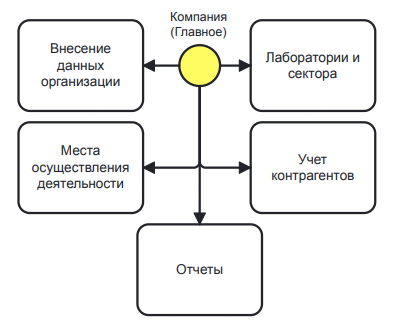 Компания
(Главное)
Внесение
данных
организации
Лаборатории и
сектора
Места
осуществления
деятельности
Учет
контрагентов
Отчеты